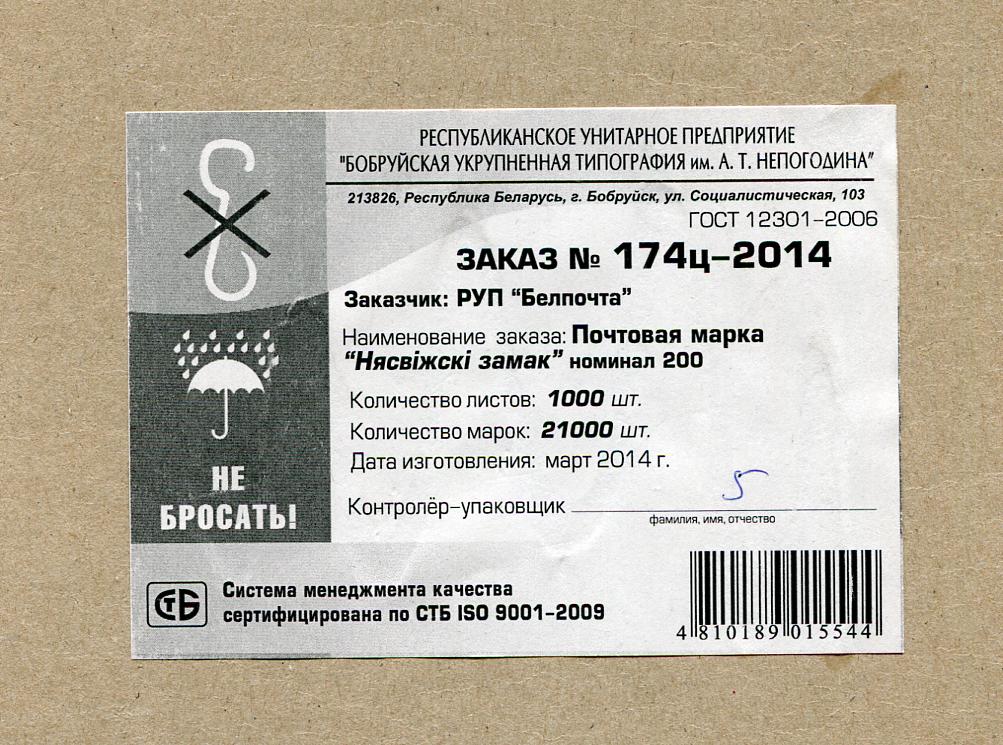 РЕСПУБЛИКАНСКОЕ УНИТАРНОЕ ПРЕДПРИЯТИЕ
"БОБРУЙСКАЯ УКРУПНЕННАЯ ТИПОГРАФИЯ им. А. Т. НЕПОГОДИНА"
213826, Республика Беларусь, г. Бобруйск, ул. Социалистическая, 103
ГОСТ 12301-2006
ЗАКАЗ № 174ц-2014
Заказчик: РУП "Белпочта"
Наименование заказа: Почтовая марка
"Нясвіжскі замак" номинал 200
Количество листов: 1000 шт.
Количество марок: 21000 шт.
Дата изготовления: март 2014 г.
Контролёр-упаковщик 5
фамилия, имя, отчество
НЕ
БРОСАТЬ!
СТБ
Система менеджмента качества
сертифицирована по СТБ ISO 9001-2009
4 810189 015544